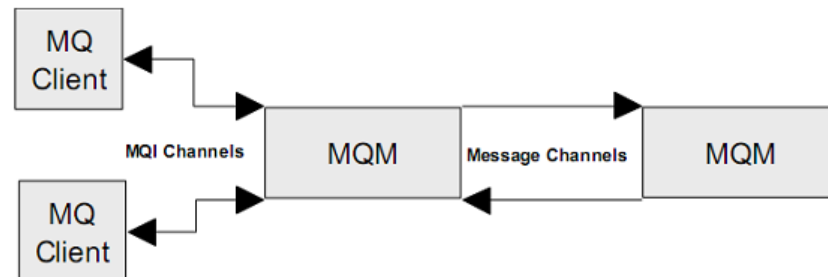 MQ
Client
MQI Channels
MQM
Message Channels
MQM
MQ
Client